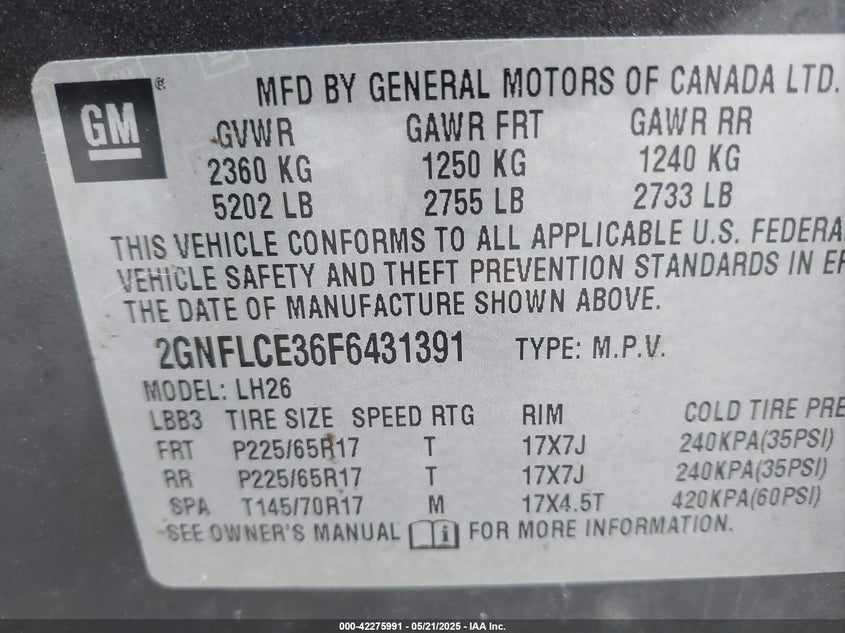 GM ®
MFD BY GENERAL MOTORS OF CANADA LTD.
GVWR GAWR FRT GAWR RR
2360 KG 1250 KG 1240 KG
5202 LB 2755 LB 2733 LB
THIS VEHICLE CONFORMS TO ALL APPLICABLE U.S. FEDERA
VEHICLE SAFETY AND THEFT PREVENTION STANDARDS IN EF
THE DATE OF MANUFACTURE SHOWN ABOVE.
2GNFLCE36F6431391 TYPE: M.P.V.
MODEL: LH26
LBB3 TIRE SIZE SPEED RTG RIM COLD TIRE PRE
FRT P225/65R17 T 17X7J 240KPA(35PSI)
RR P225/65R17 T 17X7J 240KPA(35PSI)
SPA T145/70R17 M 17X4.5T 420KPA(60PSI)
SEE OWNER'S MANUAL i FOR MORE INFORMATION.
000-42275991 - 05/21/2025 - IAA Inc.